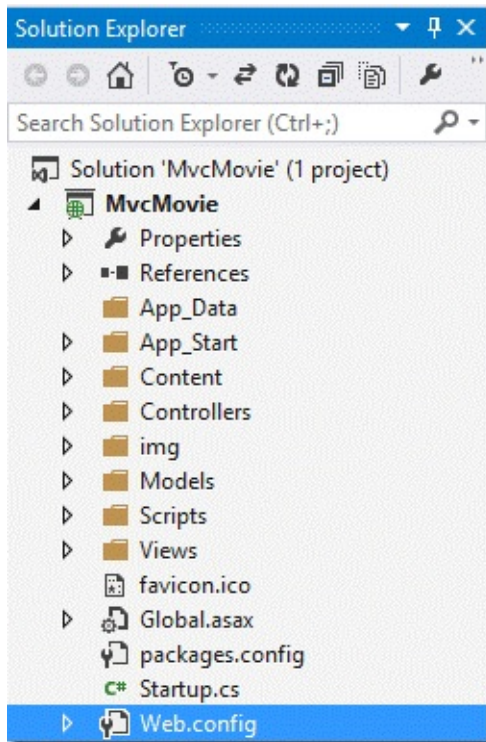 Solution Explorer
Search Solution Explorer (Ctrl+;)
Solution 'MvcMovie' (1 project)
MvcMovie
Properties
References
App_Data
App_Start
Content
Controllers
img
Models
Scripts
Views
favicon.ico
Global.asax
packages.config
C# Startup.cs
Web.config